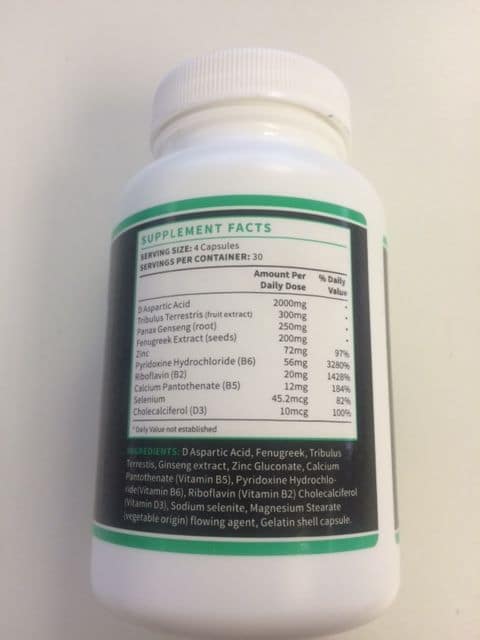 SUPPLEMENT FACTS
SERVING SIZE: 4 Capsules
SERVINGS PER CONTAINER: 30
Amount Per Daily Dose % Daily Value
D Aspartic Acid 2000mg *
Tribulus Terrestris (fruit extract) 300mg *
Panax Genseng (root) 250mg *
Fenugreek Extract (seeds) 200mg *
Zinc 72mg 97%
Pyridoxine Hydrochloride (B6) 56mg 3280%
Riboflavin (B2) 20mg 1428%
Calcium Pantothenate (B5) 12mg 184%
Selenium 45.2mcg 82%
Cholecalciferol (D3) 10mcg 100%
* Daily Value not established
INGREDIENTS: D Aspartic Acid, Fenugreek, Tribulus
Terrestis, Ginseng extract, Zinc Gluconate, Calcium
Pantothenate (Vitamin B5), Pyridoxine Hydrochlo-
ride(Vitamin B6), Riboflavin (Vitamin B2) Cholecalciferol
(Vitamin D3), Sodium selenite, Magnesium Stearate
(vegetable origin) flowing agent, Gelatin shell capsule.